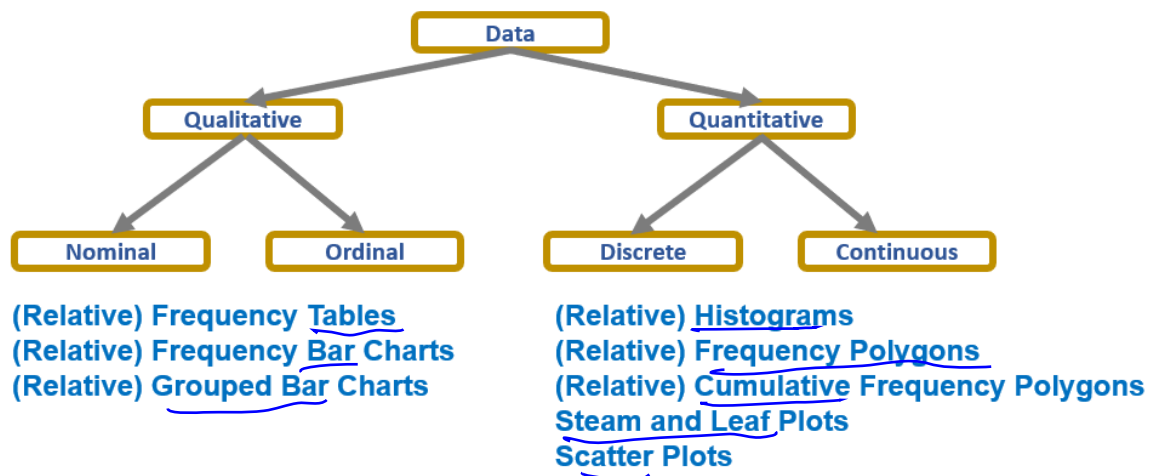 Data
Qualitative
Quantitative
Nominal
Ordinal
Discrete
Continuous
(Relative) Frequency Tables
(Relative) Frequency Bar Charts
(Relative) Grouped Bar Charts
(Relative) Histograms
(Relative) Frequency Polygons
(Relative) Cumulative Frequency Polygons
Steam and Leaf Plots
Scatter Plots